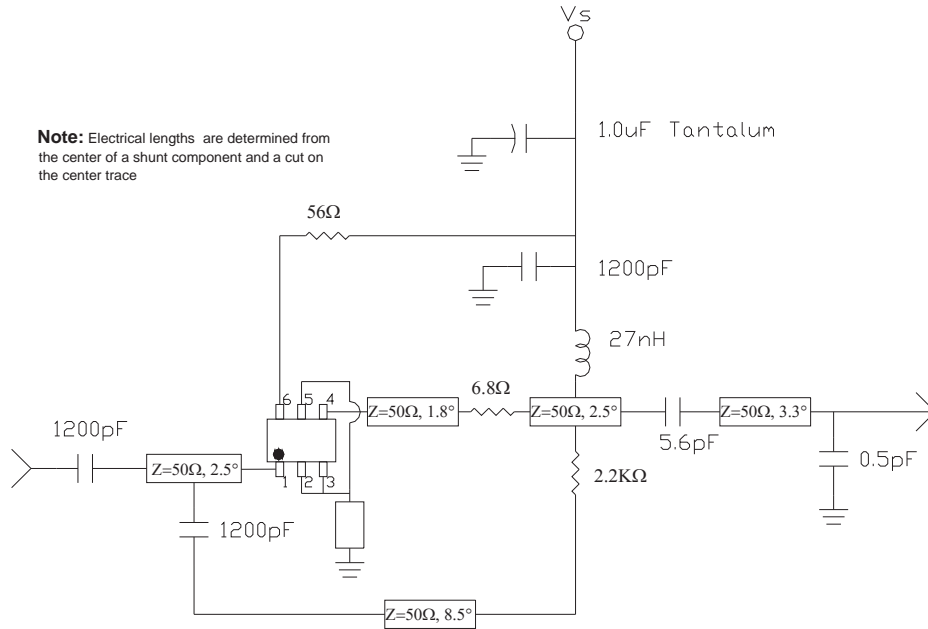 Vs
Note: Electrical lengths are determined from
the center of a shunt component and a cut on
the center trace
1.0uF Tantalum
56Ω
1200pF
27nH
6 5 4
Z=50Ω, 1.8°
6.8Ω
Z=50Ω, 2.5°
5.6pF
Z=50Ω, 3.3°
0.5pF
1200pF
Z=50Ω, 2.5°
1 2 3
2.2KΩ
1200pF
Z=50Ω, 8.5°